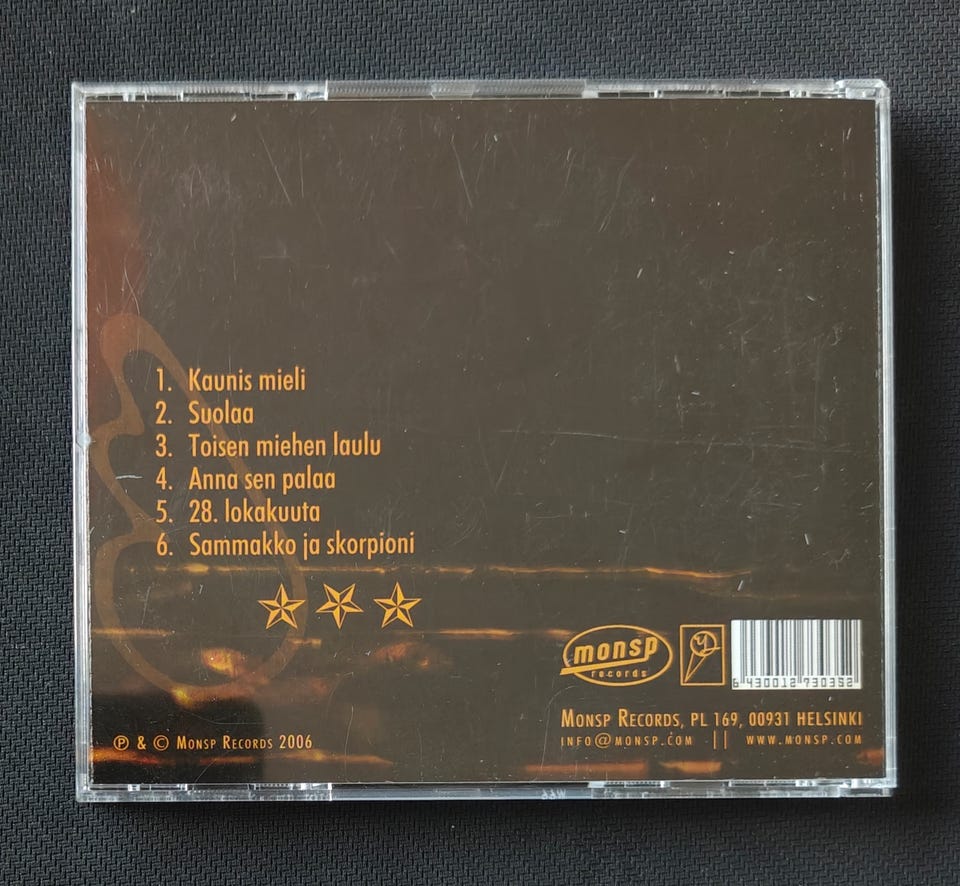 1. Kaunis mieli
2. Suolaa
3. Toisen miehen laulu
4. Anna sen palaa
5. 28. lokakuuta
6. Sammakko ja skorpioni
monsp
records
6 430012 730352
MONSP RECORDS, PL 169, 00931 HELSINKI
INFO@MONSP.COM || WWW.MONSP.COM
℗ & © MONSP RECORDS 2006